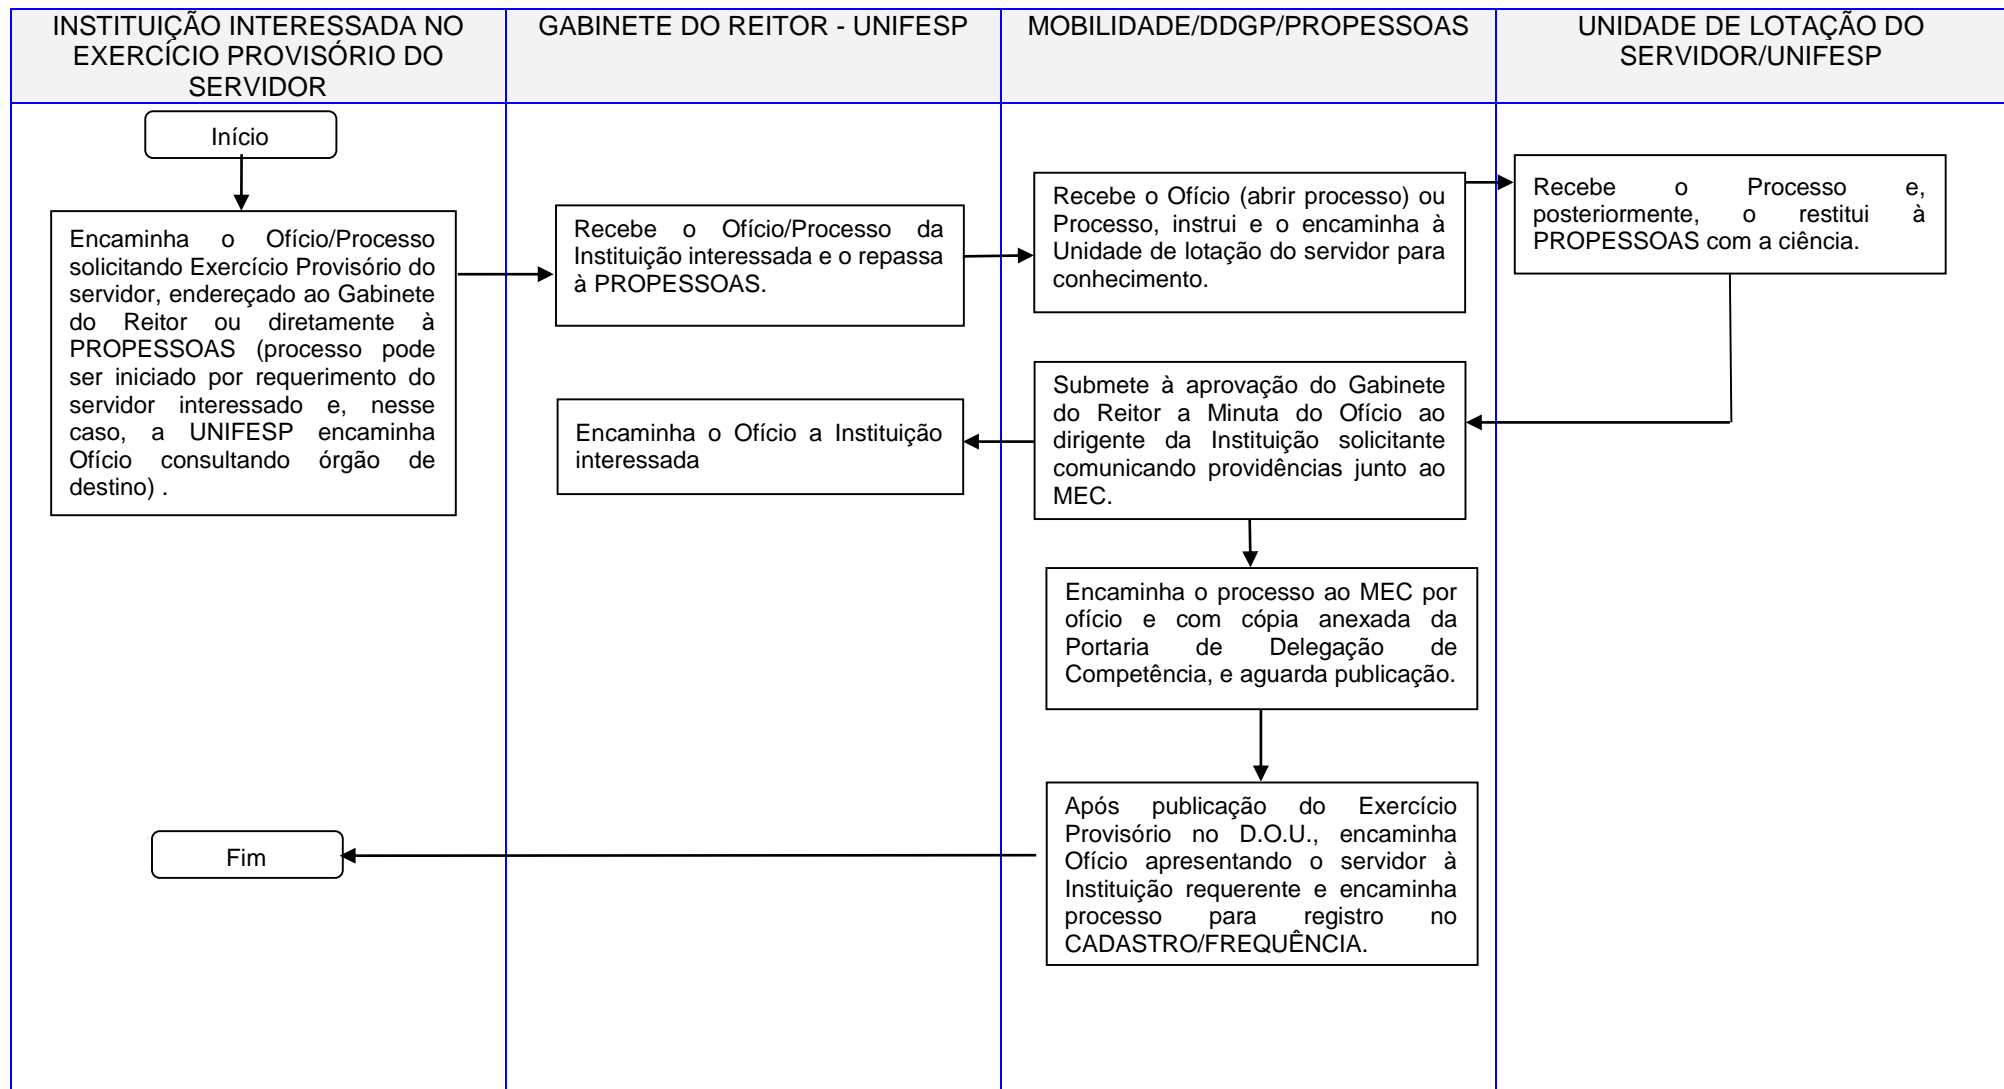 INSTITUIÇÃO INTERESSADA NO
EXERCÍCIO PROVISÓRIO DO
SERVIDOR
GABINETE DO REITOR - UNIFESP
MOBILIDADE/DDGP/PROPESSOAS
UNIDADE DE LOTAÇÃO DO
SERVIDOR/UNIFESP
Início
Encaminha o Ofício/Processo
solicitando Exercício Provisório do
servidor, endereçado ao Gabinete
do Reitor ou diretamente à
PROPESSOAS (processo pode
ser iniciado por requerimento do
servidor interessado e, nesse
caso, a UNIFESP encaminha
Ofício consultando órgão de
destino) .
Recebe o Ofício/Processo da
Instituição interessada e o repassa
à PROPESSOAS.
Recebe o Ofício (abrir processo) ou
Processo, instrui e o encaminha à
Unidade de lotação do servidor para
conhecimento.
Recebe o Processo e,
posteriormente, o restitui à
PROPESSOAS com a ciência.
Submete à aprovação do Gabinete
do Reitor a Minuta do Ofício ao
dirigente da Instituição solicitante
comunicando providências junto ao
MEC.
Encaminha o Ofício a Instituição
interessada
Encaminha o processo ao MEC por
ofício e com cópia anexada da
Portaria de Delegação de
Competência, e aguarda publicação.
Após publicação do Exercício
Provisório no D.O.U., encaminha
Ofício apresentando o servidor à
Instituição requerente e encaminha
processo para registro no
CADASTRO/FREQUÊNCIA.
Fim